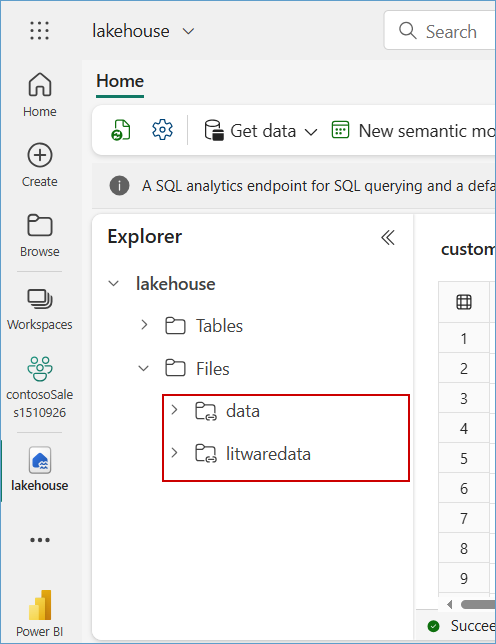 lakehouse
Search
Home
Create
Browse
Workspaces
contosoSale
s1510926
lakehouse
Power BI
Home
Get data
New semantic mo
A SQL analytics endpoint for SQL querying and a defa
Explorer
lakehouse
Tables
Files
data
litwaredata
custom
1
2
3
4
5
6
7
8
9
Succee